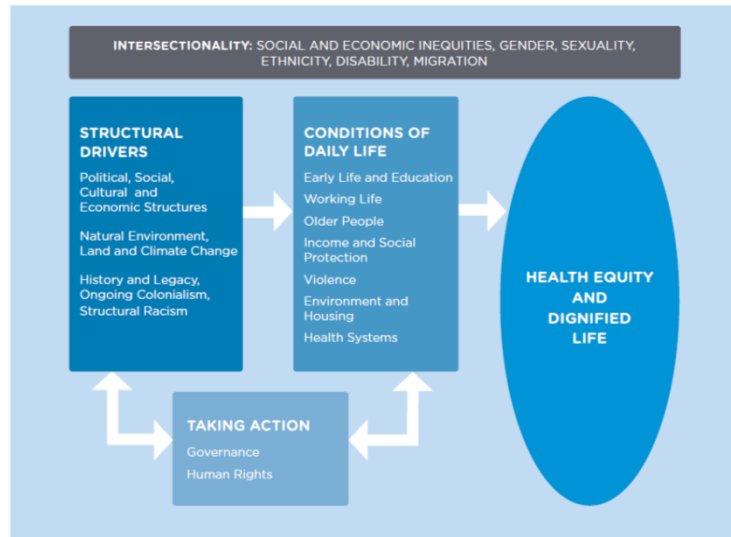 INTERSECTIONALITY: SOCIAL AND ECONOMIC INEQUITIES, GENDER, SEXUALITY,
ETHNICITY, DISABILITY, MIGRATION
STRUCTURAL
DRIVERS
Political, Social,
Cultural and
Economic Structures
Natural Environment,
Land and Climate Change
History and Legacy,
Ongoing Colonialism,
Structural Racism
CONDITIONS OF
DAILY LIFE
Early Life and Education
Working Life
Older People
Income and Social
Protection
Violence
Environment and
Housing
Health Systems
HEALTH EQUITY
AND
DIGNIFIED
LIFE
TAKING ACTION
Governance
Human Rights